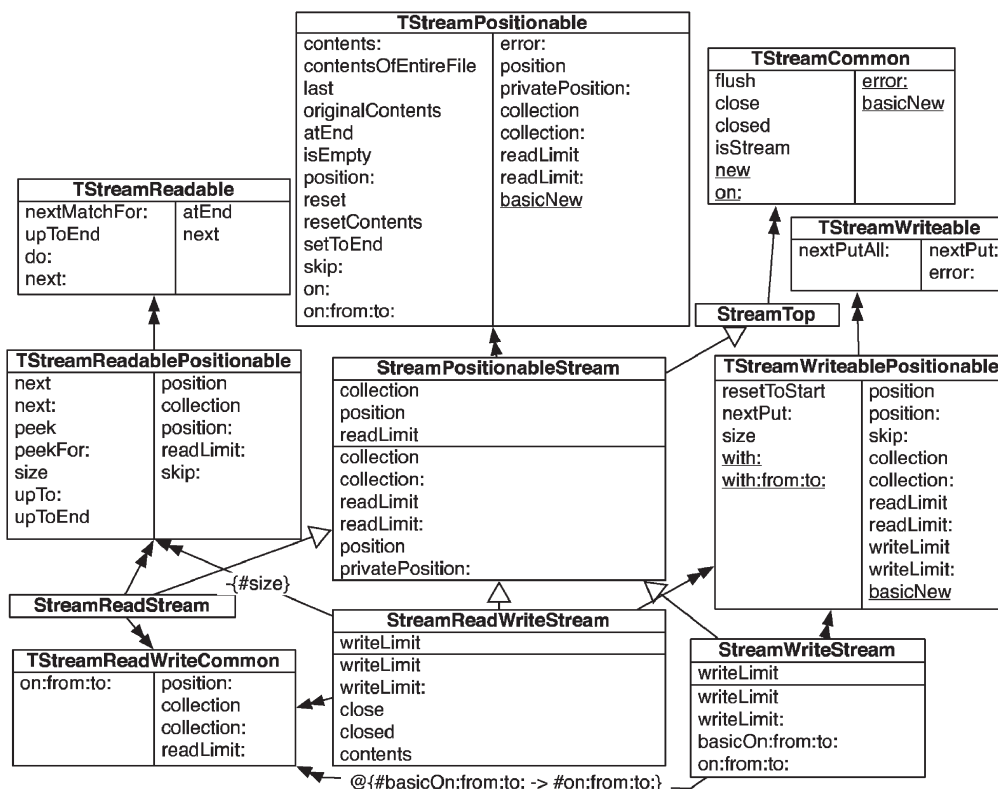 TStreamPositionable
contents:
contentsOfEntireFile
last
originalContents
atEnd
isEmpty
position:
reset
resetContents
setToEnd
skip:
on:
on:from:to:
error:
position
privatePosition:
collection
collection:
readLimit
readLimit:
basicNew
TStreamCommon
flush
close
closed
isStream
new
on:
error:
basicNew
TStreamReadable
nextMatchFor:
upToEnd
do:
next:
atEnd
next
TStreamWriteable
nextPutAll:
nextPut:
error:
StreamTop
TStreamReadablePositionable
next
next:
peek
peekFor:
size
upTo:
upToEnd
position
collection
position:
readLimit:
skip:
StreamPositionableStream
collection
position
readLimit
collection
collection:
readLimit
readLimit:
position
privatePosition:
TStreamWriteablePositionable
resetToStart
nextPut:
size
with:
with:from:to:
position
position:
skip:
collection
collection:
readLimit
readLimit:
writeLimit
writeLimit:
basicNew
-{#size}
StreamReadStream
TStreamReadWriteCommon
on:from:to:
position:
collection
collection:
readLimit:
StreamReadWriteStream
writeLimit
writeLimit
writeLimit:
close
closed
contents
StreamWriteStream
writeLimit
writeLimit
writeLimit:
basicOn:from:to:
on:from:to:
@{#basicOn:from:to: -> #on:from:to:}